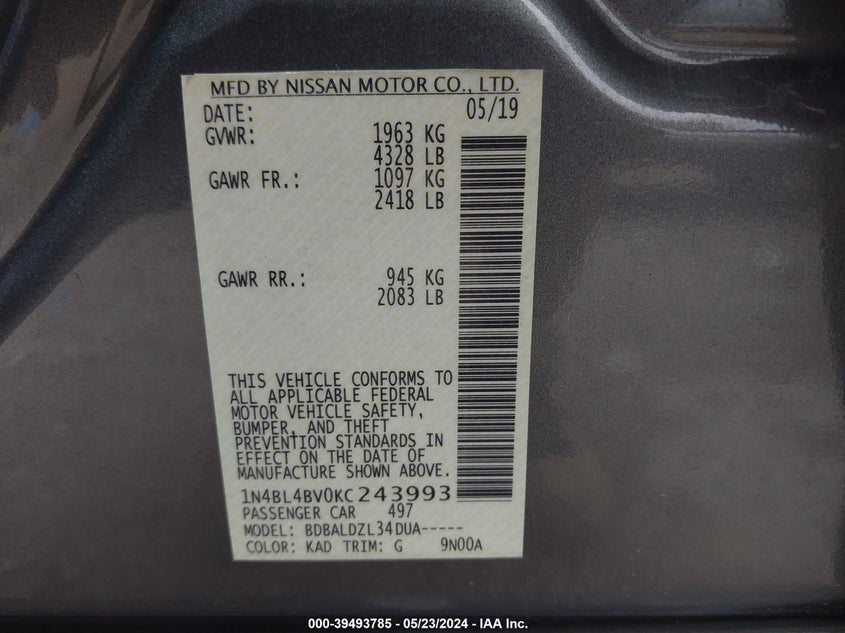 MFD BY NISSAN MOTOR CO., LTD.
DATE: 05/19
GVWR: 1963 KG
4328 LB
GAWR FR.: 1097 KG
2418 LB
GAWR RR.: 945 KG
2083 LB
THIS VEHICLE CONFORMS TO
ALL APPLICABLE FEDERAL
MOTOR VEHICLE SAFETY,
BUMPER, AND THEFT
PREVENTION STANDARDS IN
EFFECT ON THE DATE OF
MANUFACTURE SHOWN ABOVE.
1N4BL4BV0KC243993
PASSENGER CAR 497
MODEL: BDBALDZL34DUA-----
COLOR: KAD TRIM: G 9N00A
000-39493785 - 05/23/2024 - IAA Inc.